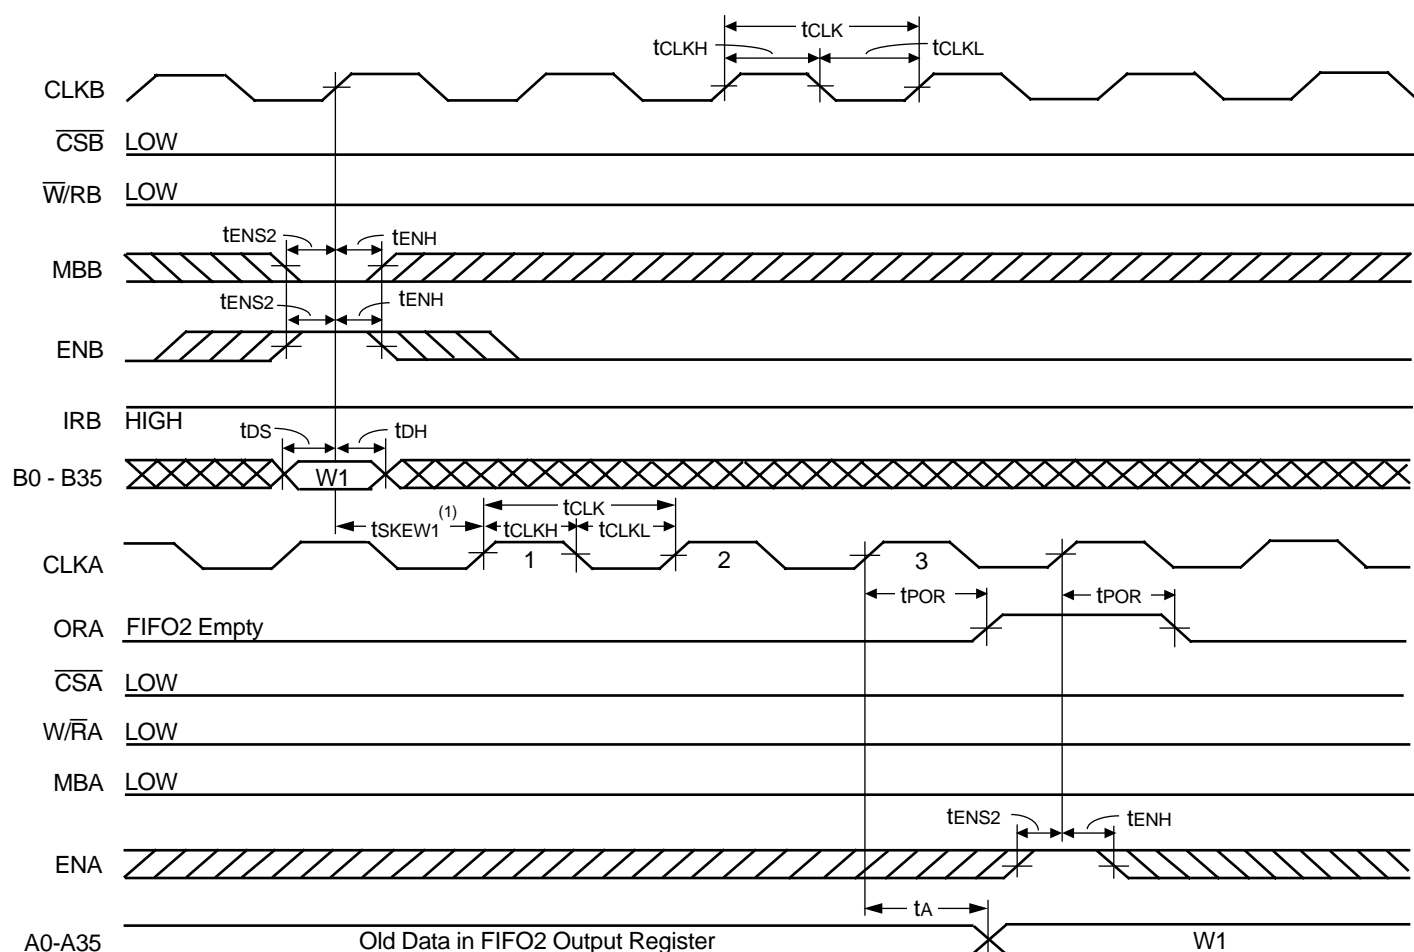 tCLK
tCLKH tCLKL
CLKB
CSB LOW
W/RB LOW
tENS2 tENH
MBB
tENS2 tENH
ENB
IRB HIGH
tDS tDH
B0 - B35 W1
tSKEW1 (1) tCLK
tCLKH tCLKL
CLKA 1 2 3
tPOR tPOR
ORA FIFO2 Empty
CSA LOW
W/RA LOW
MBA LOW
tENS2 tENH
ENA
tA
A0-A35 Old Data in FIFO2 Output Register W1